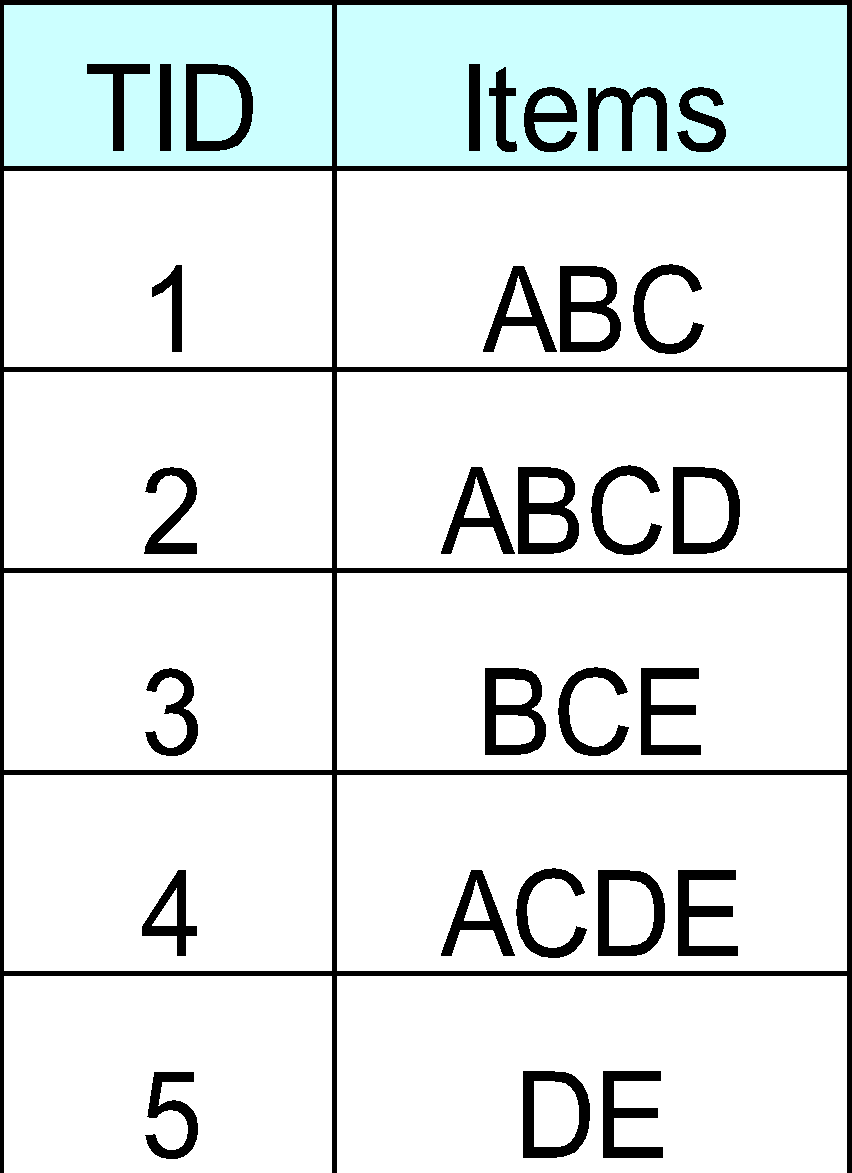 TID Items
1 ABC
2 ABCD
3 BCE
4 ACDE
5 DE